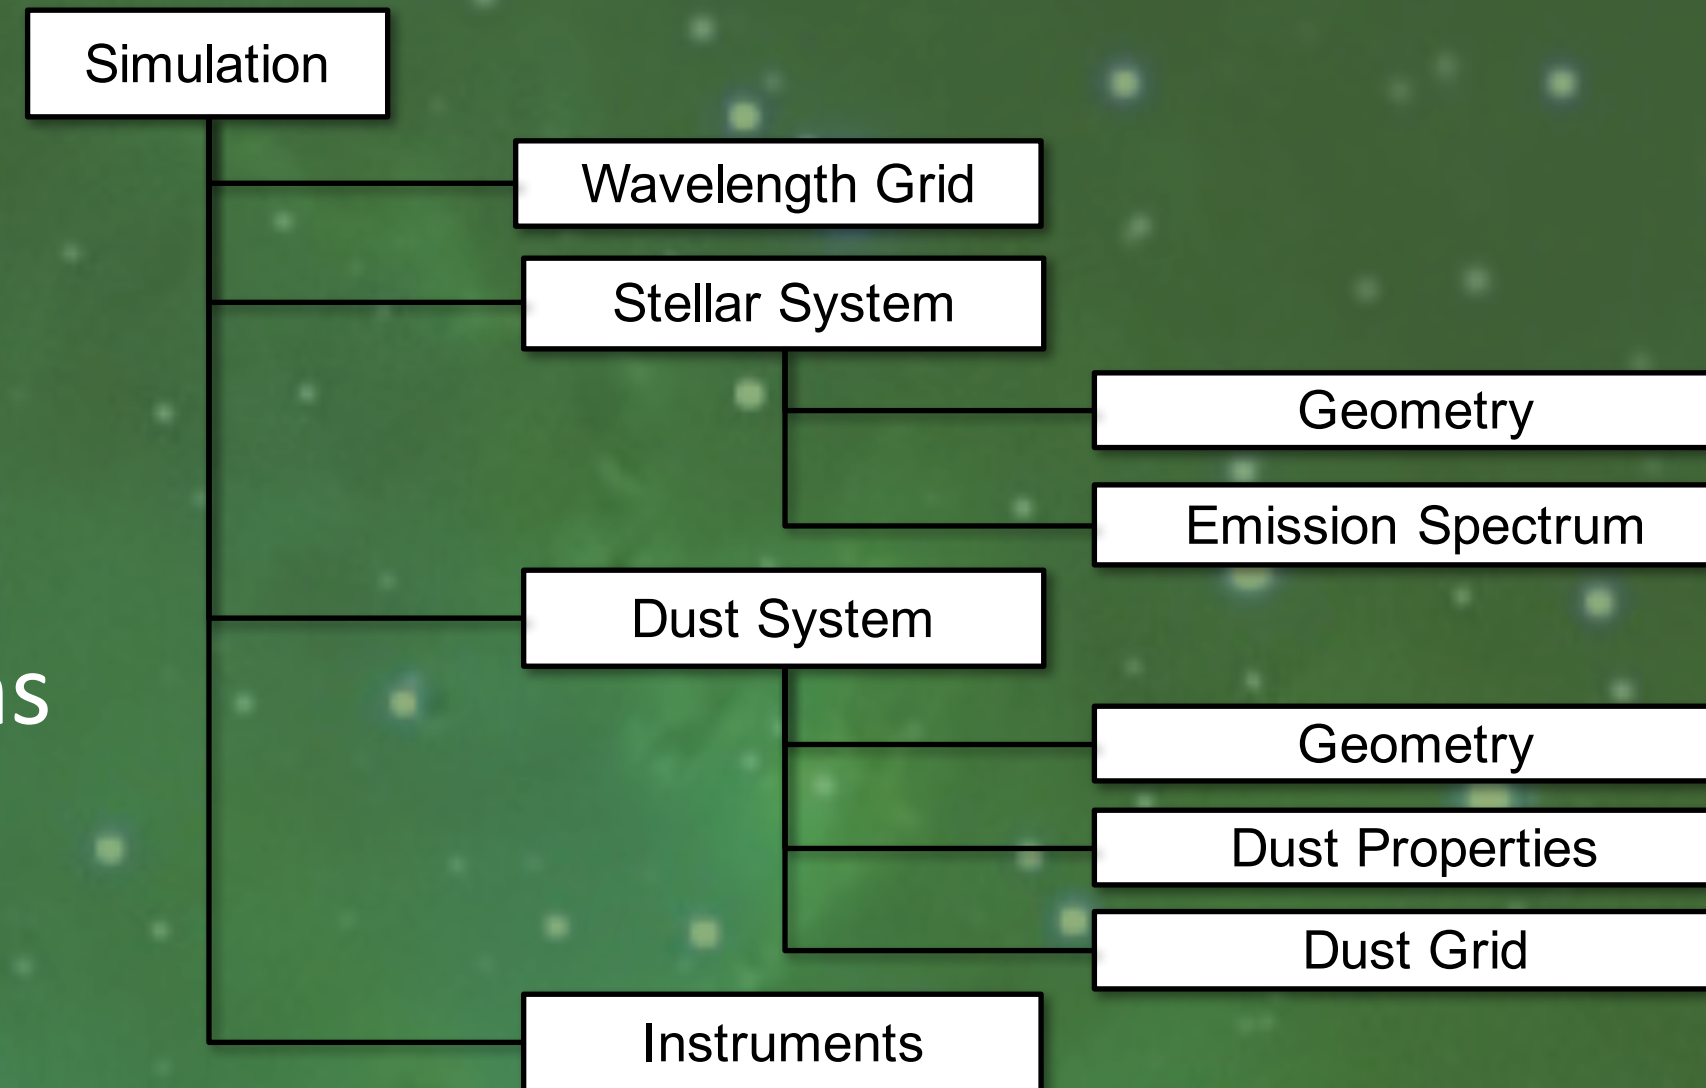 Simulation
Wavelength Grid
Stellar System
Geometry
Emission Spectrum
Dust System
Geometry
Dust Properties
Dust Grid
Instruments